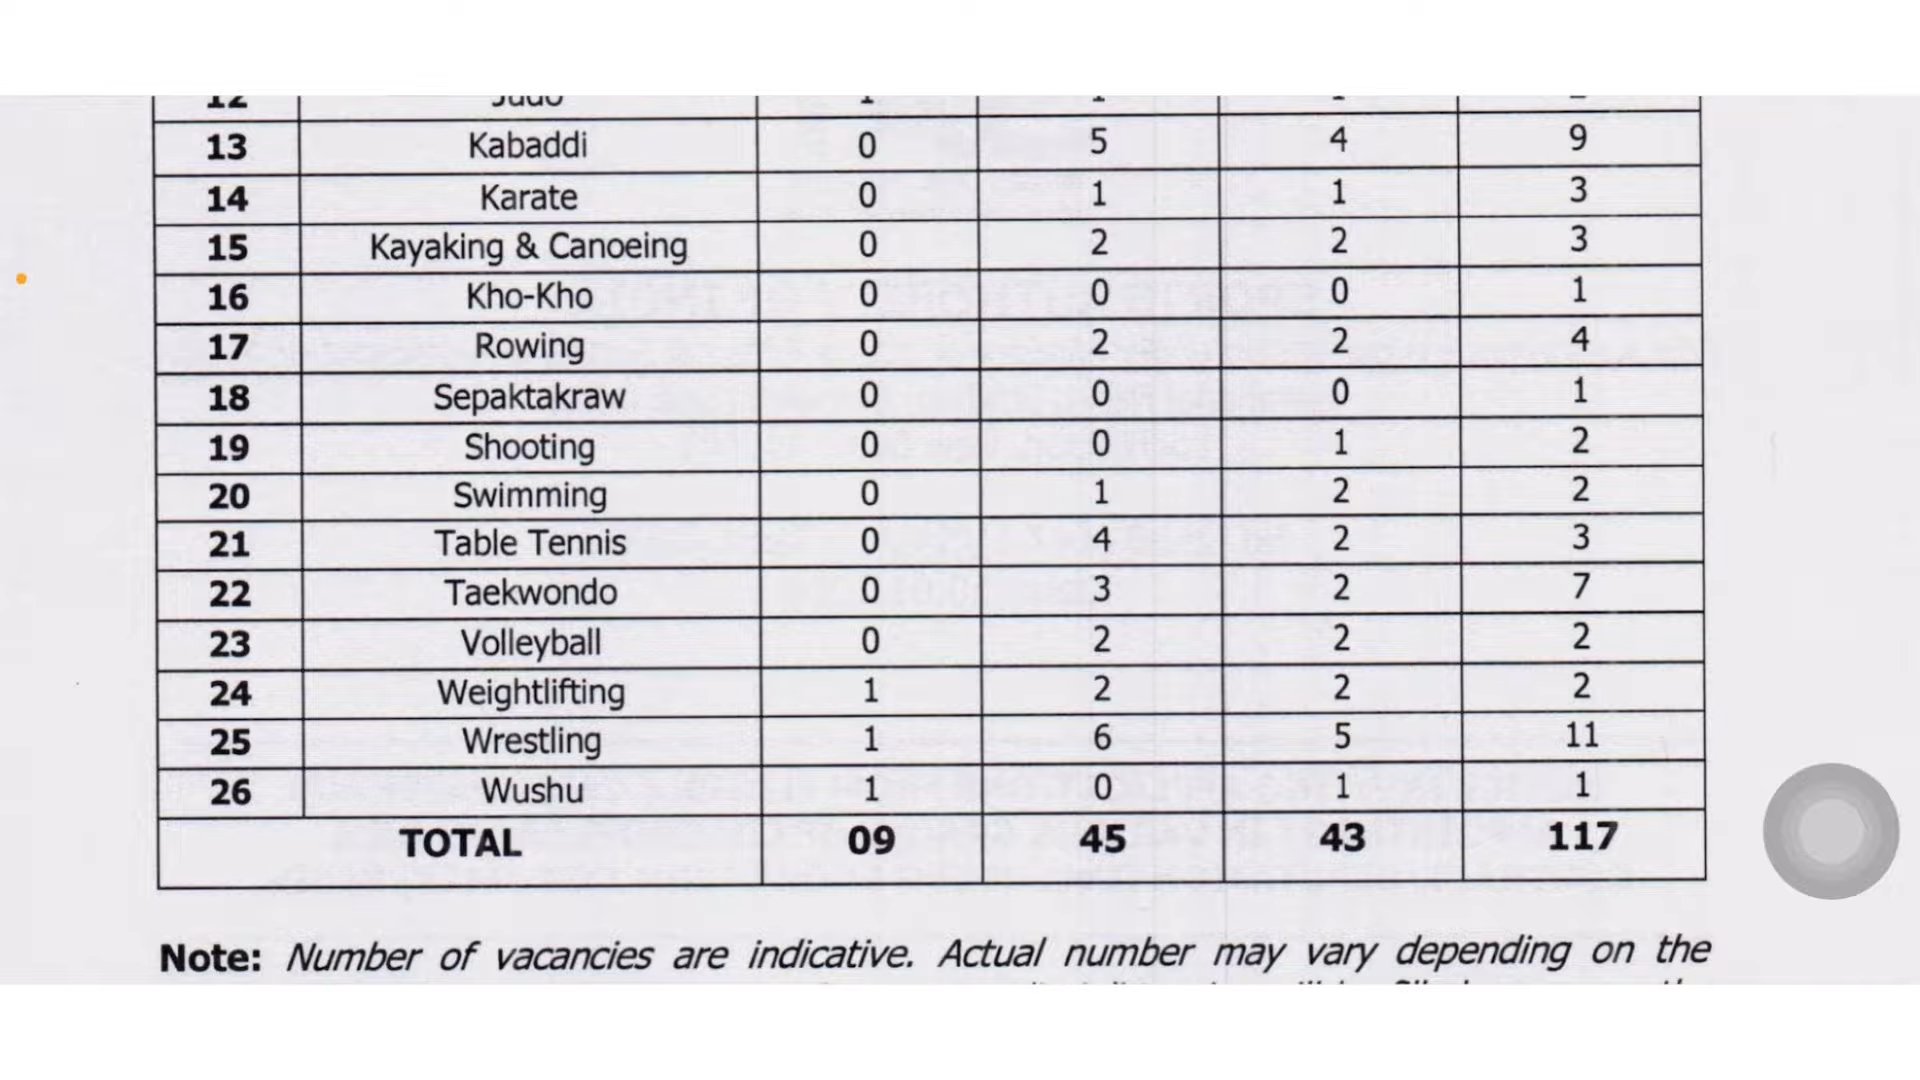 12 Judo 1 1 1
13 Kabaddi 0 5 4 9
14 Karate 0 1 1 3
15 Kayaking & Canoeing 0 2 2 3
16 Kho-Kho 0 0 0 1
17 Rowing 0 2 2 4
18 Sepaktakraw 0 0 0 1
19 Shooting 0 0 1 2
20 Swimming 0 1 2 2
21 Table Tennis 0 4 2 3
22 Taekwondo 0 3 2 7
23 Volleyball 0 2 2 2
24 Weightlifting 1 2 2 2
25 Wrestling 1 6 5 11
26 Wushu 1 0 1 1
TOTAL 09 45 43 117
Note: Number of vacancies are indicative. Actual number may vary depending on the